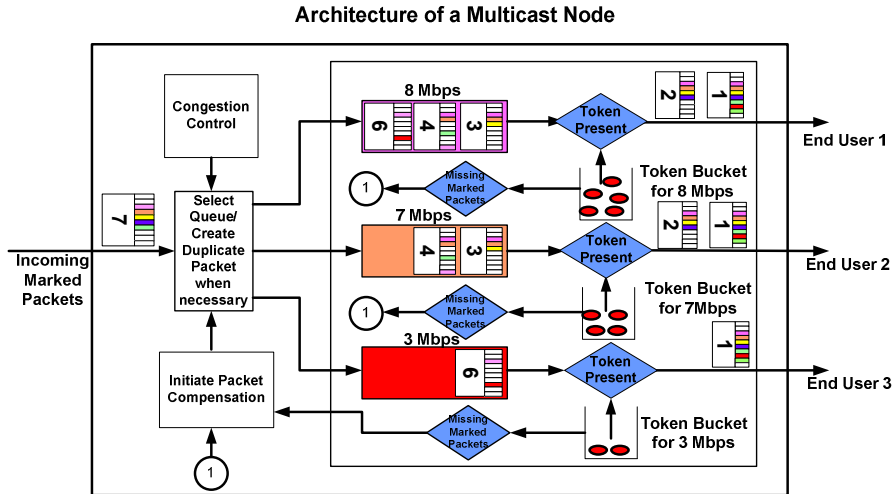 Architecture of a Multicast Node
Congestion
Control
8 Mbps
6
4
3
Token
Present
2
1
End User 1
Missing
Marked
Packets
1
Token Bucket
for 8 Mbps
7
Select
Queue/
Create
Duplicate
Packet
when
necessary
Incoming
Marked
Packets
7 Mbps
4
3
Token
Present
2
1
End User 2
Missing
Marked
Packets
1
Token Bucket
for 7Mbps
3 Mbps
6
Token
Present
1
End User 3
Initiate Packet
Compensation
Missing
Marked
Packets
Token Bucket
for 3 Mbps
1